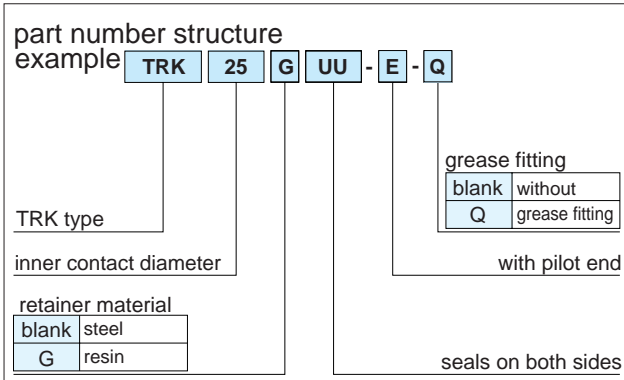 part number structure
example TRK 25 G UU - E - Q
grease fitting
blank without
Q grease fitting
TRK type
inner contact diameter
with pilot end
retainer material
blank steel
G resin
seals on both sides